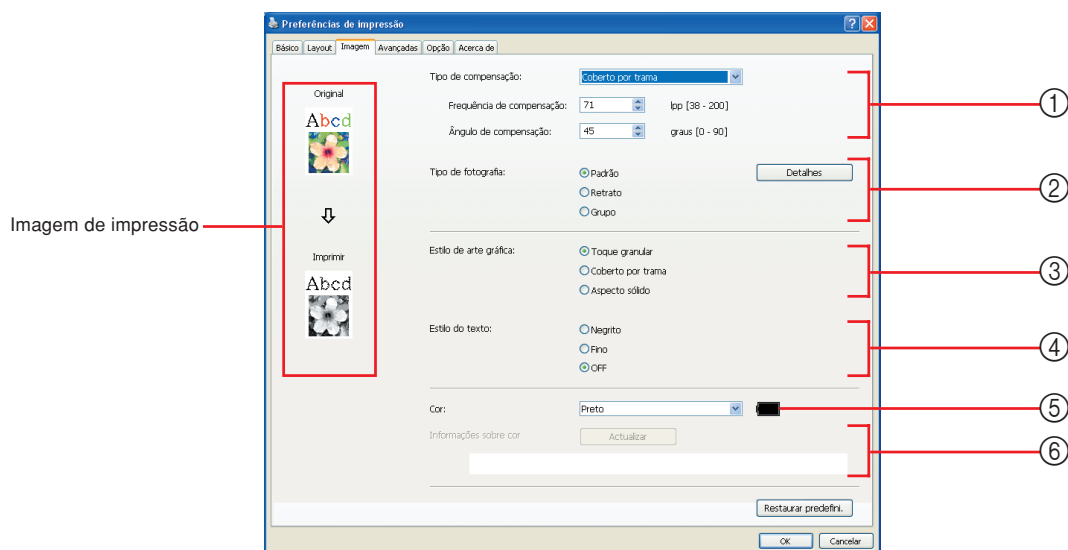 Preferências de impressão
Básico Layout Imagem Avançadas Opção Acerca de
Imagem de impressão
Original
Abcd
Imprimir
Abcd
Tipo de compensação: Coberto por trama
Frequência de compensação: 71 lpp [38 - 200]
Ângulo de compensação: 45 graus [0 - 90]
①
Tipo de fotografia: Padrão Detalhes
Retrato
Grupo
②
Estilo de arte gráfica: Toque granular
Coberto por trama
Aspecto sólido
③
Estilo do texto: Negrito
Fino
OFF
④
Cor: Preto
⑤
Informações sobre cor Actualizar
⑥
Restaurar predefini.
OK Cancelar